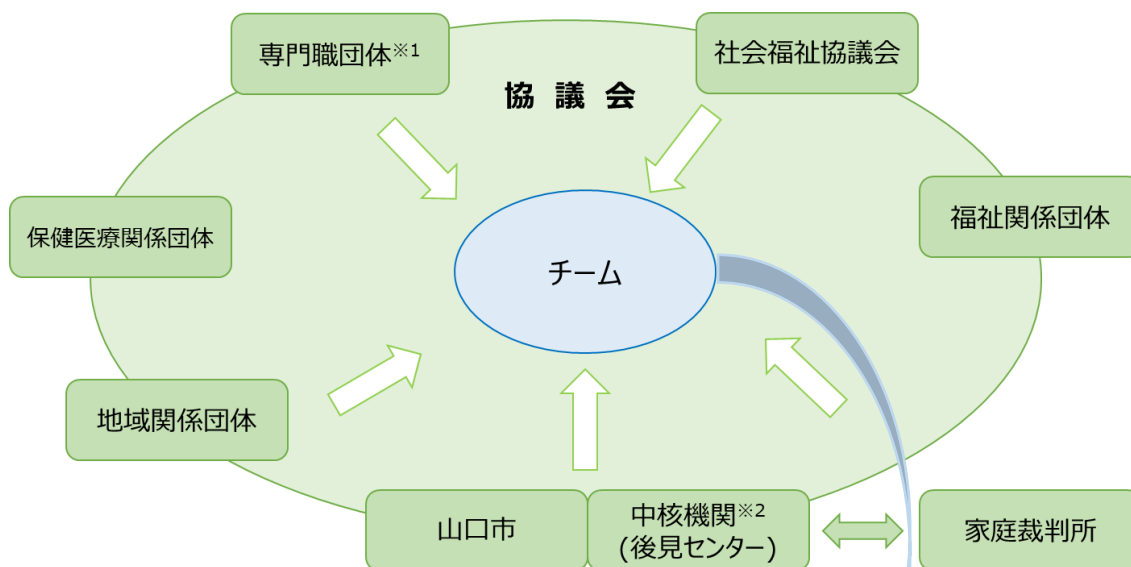 専門職団体※1
社会福祉協議会
協議会
保健医療関係団体
福祉関係団体
チーム
地域関係団体
山口市
中核機関※2
(後見センター)
家庭裁判所